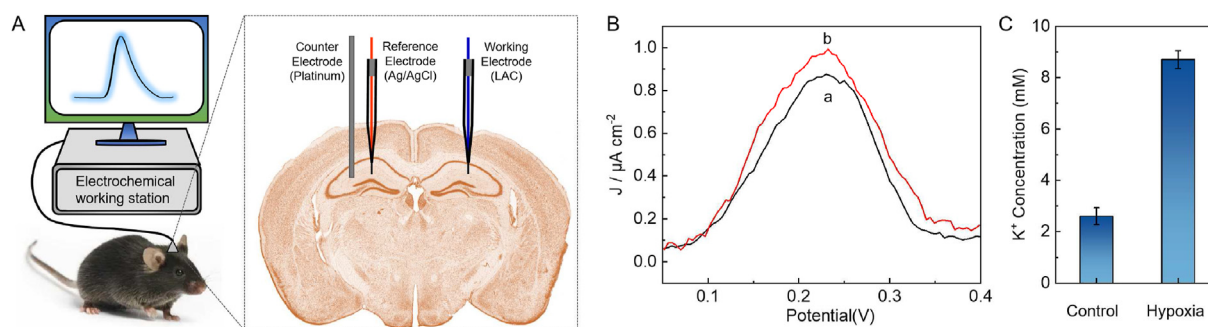 A
Electrochemical
working station
Counter
Electrode
(Platinum)
Reference
Electrode
(Ag/AgCl)
Working
Electrode
(LAC)
B
J / μA cm⁻²
1.0
0.8
0.6
0.4
0.2
0.0
b
a
0.1
0.2
0.3
0.4
Potential(V)
C
K⁺ Concentration (mM)
10
8
6
4
2
0
Control
Hypoxia